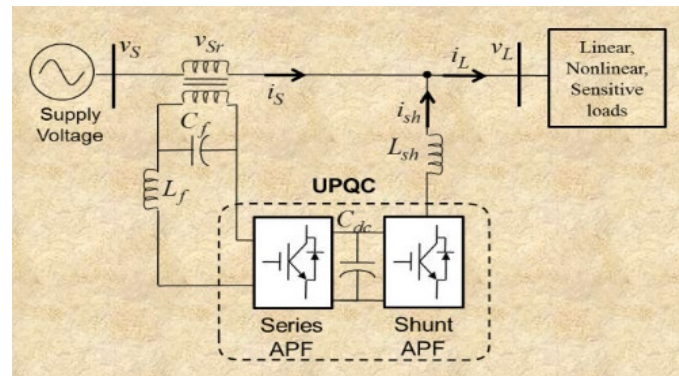 v_S
v_Sr
i_S
i_L
v_L
Linear,
Nonlinear,
Sensitive
loads
Supply
Voltage
C_f
L_f
i_sh
L_sh
UPQC
C_dc
Series
APF
Shunt
APF